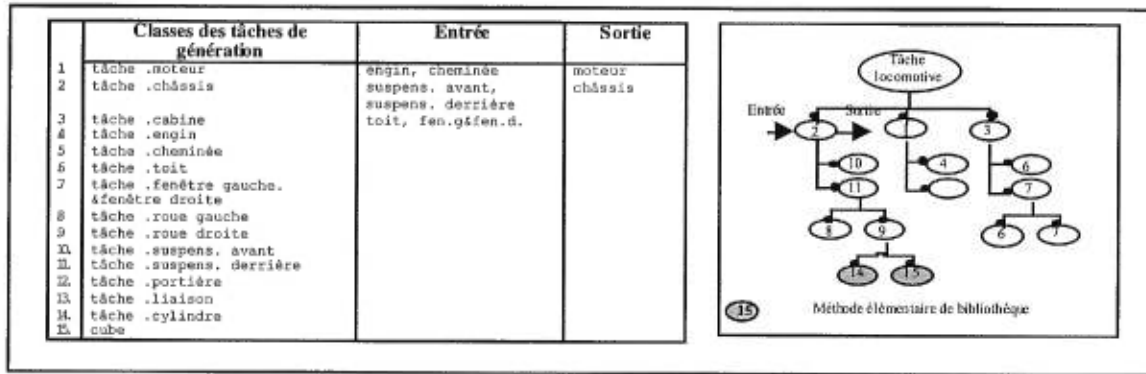 Classes des tâches de génération
Entrée
Sortie
1 tâche .moteur engin, cheminée moteur
2 tâche .châssis suspens. avant, châssis
suspens. derrière
3 tâche .cabine toit, fen.g&fen.d.
4 tâche .engin
5 tâche .cheminée
6 tâche .toit
7 tâche .fenêtre gauche.
&fenêtre droite
8 tâche .roue gauche
9 tâche .roue droite
10. tâche .suspens. avant
11. tâche .suspens. derrière
12. tâche .portière
13. tâche .liaison
14. tâche .cylindre
15. cube
Tâche
locomotive
Entrée Sortie
2 3
10 4 6
11 7
8 9 6 7
14 15
15 Méthode élémentaire de bibliothèque